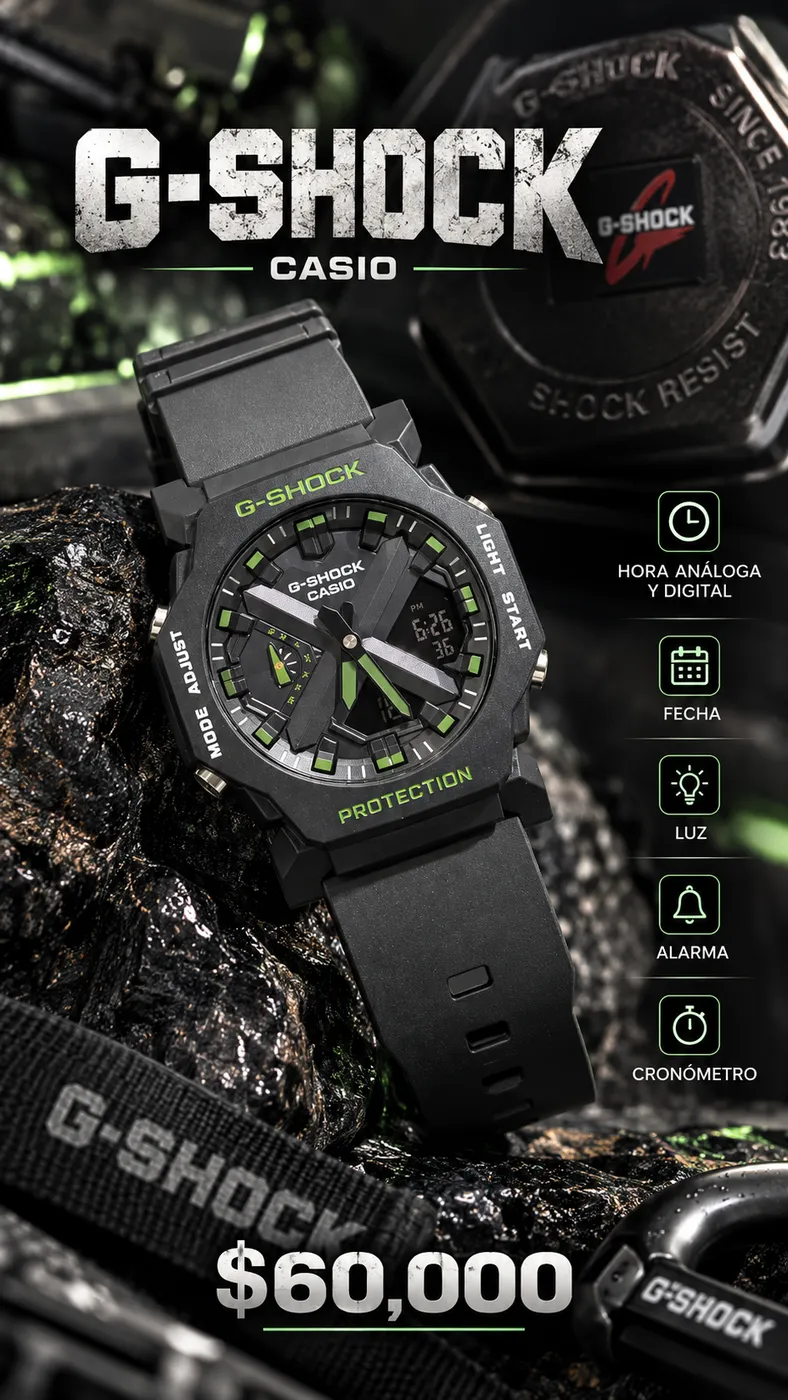 G-SHOCK
CASIO
G-SHOCK
SINCE 1983
G-SHOCK
SHOCK RESIST
G-SHOCK
G-SHOCK
CASIO
LIGHT START
MODE ADJUST
PM
6:26
36
PROTECTION
HORA ANÁLOGA
Y DIGITAL
FECHA
LUZ
ALARMA
CRONÓMETRO
G-SHOCK
$60,000
G-SHOCK